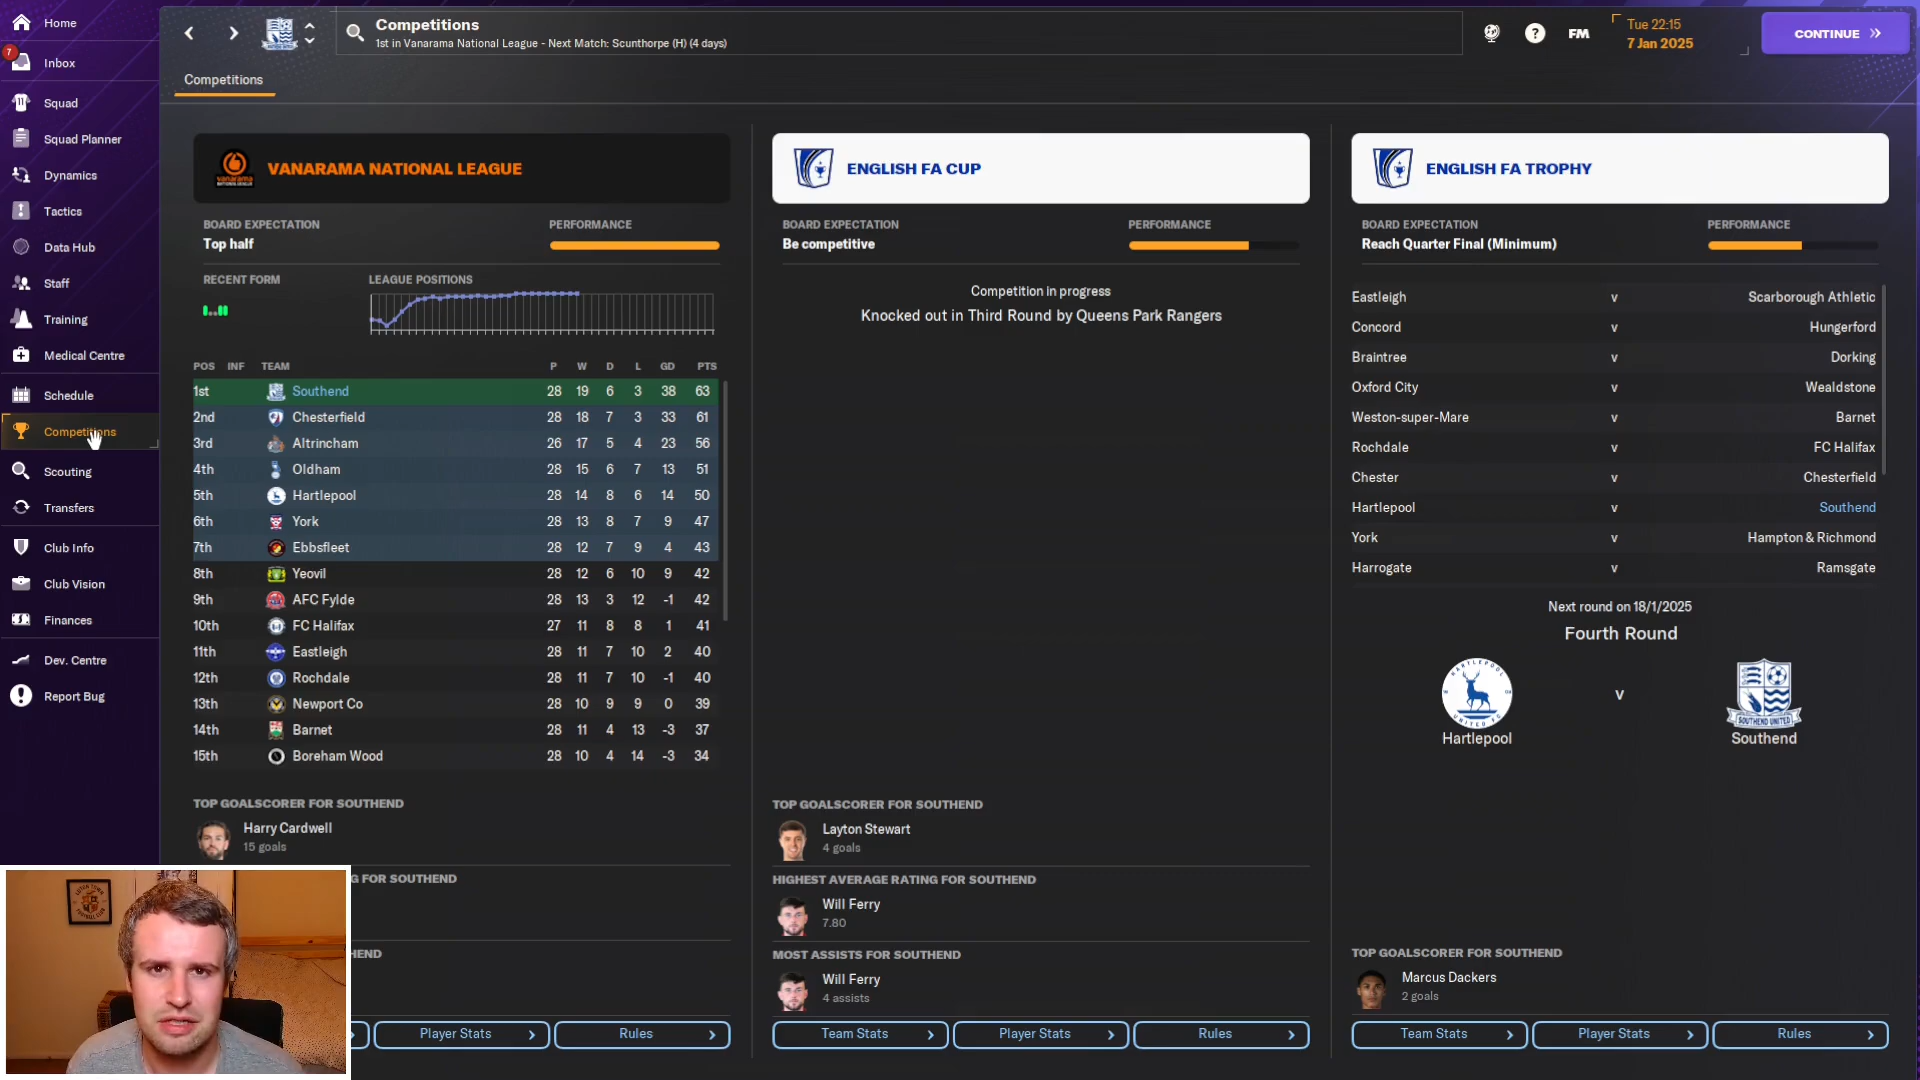 Home
7
Inbox
Squad
Squad Planner
Dynamics
Tactics
Data Hub
Staff
Training
Medical Centre
Schedule
Competitions
Scouting
Transfers
Club Info
Club Vision
Finances
Dev. Centre
Report Bug
Competitions
1st in Vanarama National League - Next Match: Scunthorpe (H) (4 days)
FM
Tue 22:15
7 Jan 2025
CONTINUE
Competitions
VANARAMA NATIONAL LEAGUE
BOARD EXPECTATION PERFORMANCE
Top half
RECENT FORM LEAGUE POSITIONS
POS INF TEAM P W D L GD PTS
1st Southend 28 19 6 3 38 63
2nd Chesterfield 28 18 7 3 33 61
3rd Altrincham 26 17 5 4 23 56
4th Oldham 28 15 6 7 13 51
5th Hartlepool 28 14 8 6 14 50
6th York 28 13 8 7 9 47
7th Ebbsfleet 28 12 7 9 4 43
8th Yeovil 28 12 6 10 9 42
9th AFC Fylde 28 13 3 12 -1 42
10th FC Halifax 27 11 8 8 1 41
11th Eastleigh 28 11 7 10 2 40
12th Rochdale 28 11 7 10 -1 40
13th Newport Co 28 10 9 9 0 39
14th Barnet 28 11 4 13 -3 37
15th Boreham Wood 28 10 4 14 -3 34
TOP GOALSCORER FOR SOUTHEND
Harry Cardwell
15 goals
G FOR SOUTHEND
HEND
Player Stats
Rules
ENGLISH FA CUP
BOARD EXPECTATION PERFORMANCE
Be competitive
Competition in progress
Knocked out in Third Round by Queens Park Rangers
TOP GOALSCORER FOR SOUTHEND
Layton Stewart
4 goals
HIGHEST AVERAGE RATING FOR SOUTHEND
Will Ferry
7.80
MOST ASSISTS FOR SOUTHEND
Will Ferry
4 assists
Team Stats
Player Stats
Rules
ENGLISH FA TROPHY
BOARD EXPECTATION PERFORMANCE
Reach Quarter Final (Minimum)
Eastleigh v Scarborough Athletic
Concord v Hungerford
Braintree v Dorking
Oxford City v Wealdstone
Weston-super-Mare v Barnet
Rochdale v FC Halifax
Chester v Chesterfield
Hartlepool v Southend
York v Hampton & Richmond
Harrogate v Ramsgate
Next round on 18/1/2025
Fourth Round
v
Hartlepool Southend
TOP GOALSCORER FOR SOUTHEND
Marcus Dackers
2 goals
Team Stats
Player Stats
Rules